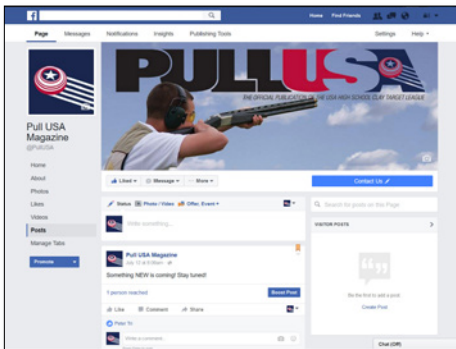 f
Home Find Friends
Page Messages Notifications Insights Publishing Tools Settings Help
PULLUSA
THE OFFICIAL PUBLICATION OF THE USA HIGH SCHOOL CLAY TARGET LEAGUE
Pull USA
Magazine
@PullUSA
Home
About
Photos
Likes
Videos
Posts
Manage Tabs
Promote
Liked Message More
Contact Us
Status Photo / Video Offer, Event +
Write something...
Search for posts on this Page
VISITOR POSTS
Pull USA Magazine
Something NEW is coming! Stay tuned!
1 person reached
Boost Post
Be the first to add a post.
Create Post
Like Comment Share
Write a comment...
Chat (Off)